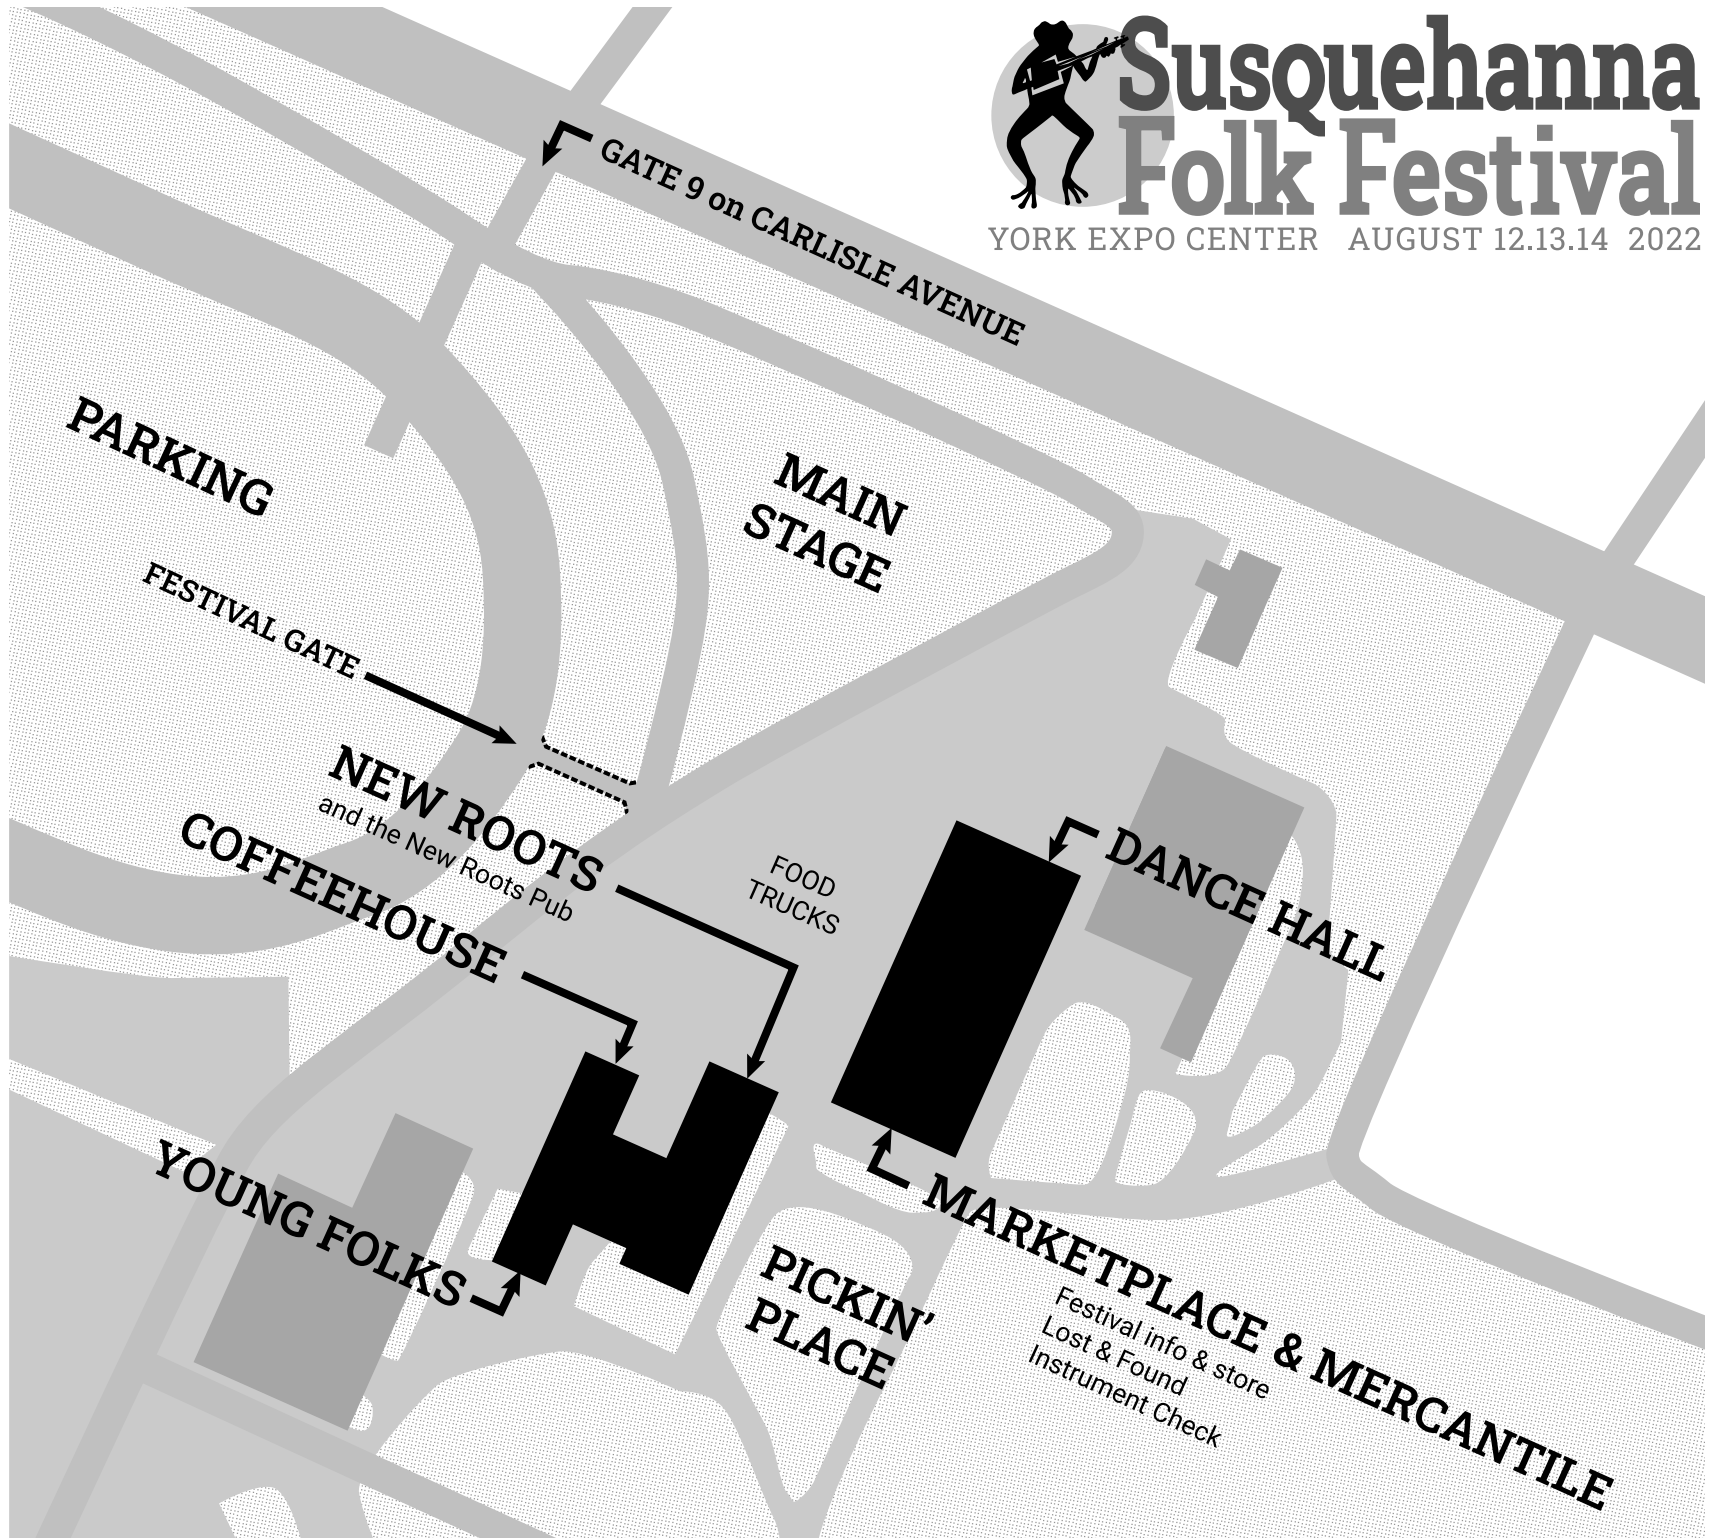 Susquehanna
Folk Festival
YORK EXPO CENTER AUGUST 12.13.14 2022
GATE 9 on CARLISLE AVENUE
PARKING
MAIN
STAGE
FESTIVAL GATE
NEW ROOTS
and the New Roots Pub
COFFEEHOUSE
FOOD
TRUCKS
DANCE HALL
YOUNG FOLKS
PICKIN’
PLACE
MARKETPLACE & MERCANTILE
Festival info & store
Lost & Found
Instrument Check